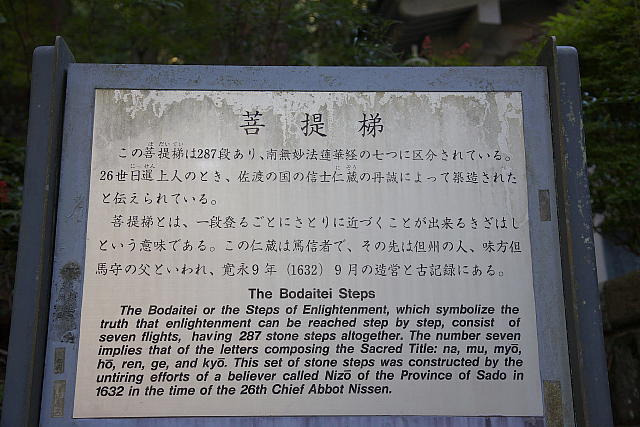 菩提梯
この菩提梯は287段あり、南無妙法蓮華経の七つに区分されている。
26世日暹上人のとき、佐渡の国の信士仁蔵の丹誠によって築造された
と伝えられている。
菩提梯とは、一段登るごとにさとりに近づくことが出来るきざはし
という意味である。この仁蔵は篤信者で、その先は但州の人、味方但
馬守の父といわれ、寛永9年（1632）9月の造営と古記録にある。
The Bodaitei Steps
The Bodaitei or the Steps of Enlightenment, which symbolize the
truth that enlightenment can be reached step by step, consist of
seven flights, having 287 stone steps altogether. The number seven
implies that of the letters composing the Sacred Title: na, mu, myō,
hō, ren, ge, and kyō. This set of stone steps was constructed by the
untiring efforts of a believer called Nizō of the Province of Sado in
1632 in the time of the 26th Chief Abbot Nissen.